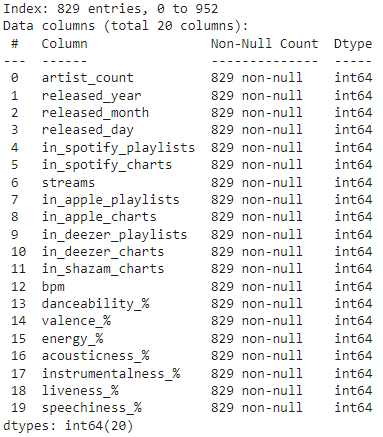 Index: 829 entries, 0 to 952
Data columns (total 20 columns):
 #   Column                Non-Null Count  Dtype
---  ------                --------------  -----
 0   artist_count          829 non-null    int64
 1   released_year         829 non-null    int64
 2   released_month        829 non-null    int64
 3   released_day          829 non-null    int64
 4   in_spotify_playlists  829 non-null    int64
 5   in_spotify_charts     829 non-null    int64
 6   streams               829 non-null    int64
 7   in_apple_playlists    829 non-null    int64
 8   in_apple_charts       829 non-null    int64
 9   in_deezer_playlists   829 non-null    int64
 10  in_deezer_charts      829 non-null    int64
 11  in_shazam_charts      829 non-null    int64
 12  bpm                   829 non-null    int64
 13  danceability_%        829 non-null    int64
 14  valence_%             829 non-null    int64
 15  energy_%              829 non-null    int64
 16  acousticness_%        829 non-null    int64
 17  instrumentalness_%    829 non-null    int64
 18  liveness_%            829 non-null    int64
 19  speechiness_%         829 non-null    int64
dtypes: int64(20)